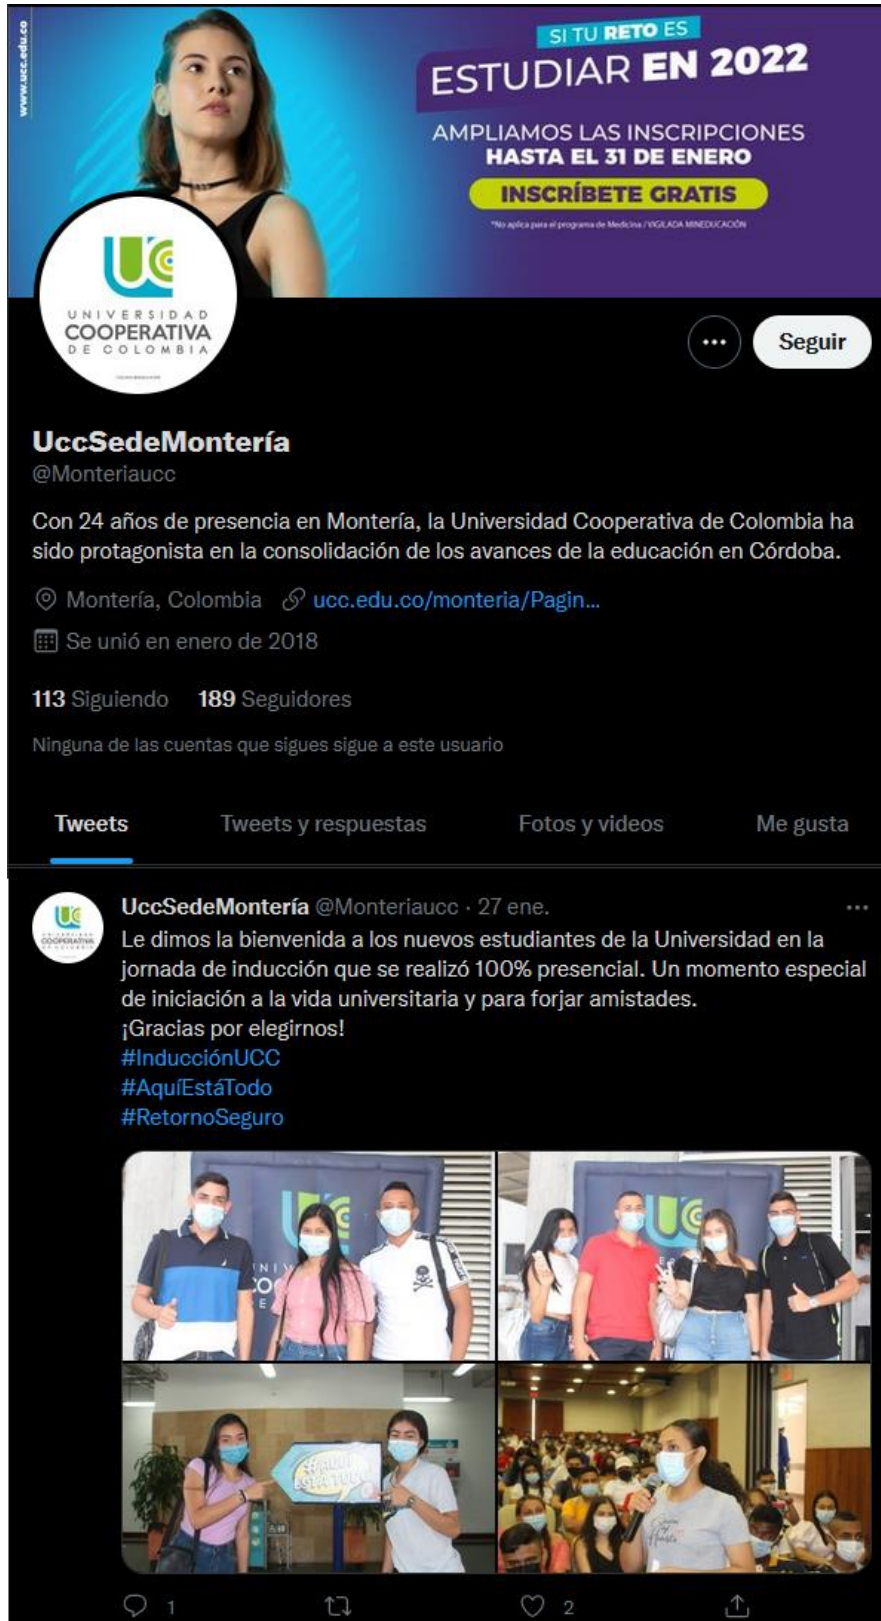 www.ucc.edu.co
SI TU RETO ES
ESTUDIAR EN 2022
AMPLIAMOS LAS INSCRIPCIONES
HASTA EL 31 DE ENERO
INSCRÍBETE GRATIS
*No aplica para el programa de Medicina / VIGILADA MINEDUCACIÓN
UCC
UNIVERSIDAD
COOPERATIVA
DE COLOMBIA
Seguir
UccSedeMontería
@Monteriaucc
Con 24 años de presencia en Montería, la Universidad Cooperativa de Colombia ha
sido protagonista en la consolidación de los avances de la educación en Córdoba.
Montería, Colombia ucc.edu.co/monteria/Pagin...
Se unió en enero de 2018
113 Siguiendo 189 Seguidores
Ninguna de las cuentas que sigues sigue a este usuario
Tweets Tweets y respuestas Fotos y videos Me gusta
UccSedeMontería @Monteriaucc · 27 ene.
Le dimos la bienvenida a los nuevos estudiantes de la Universidad en la
jornada de inducción que se realizó 100% presencial. Un momento especial
de iniciación a la vida universitaria y para forjar amistades.
¡Gracias por elegirnos!
#InducciónUCC
#AquíEstáTodo
#RetornoSeguro
#AQUÍ
ESTÁ TODO
1 2